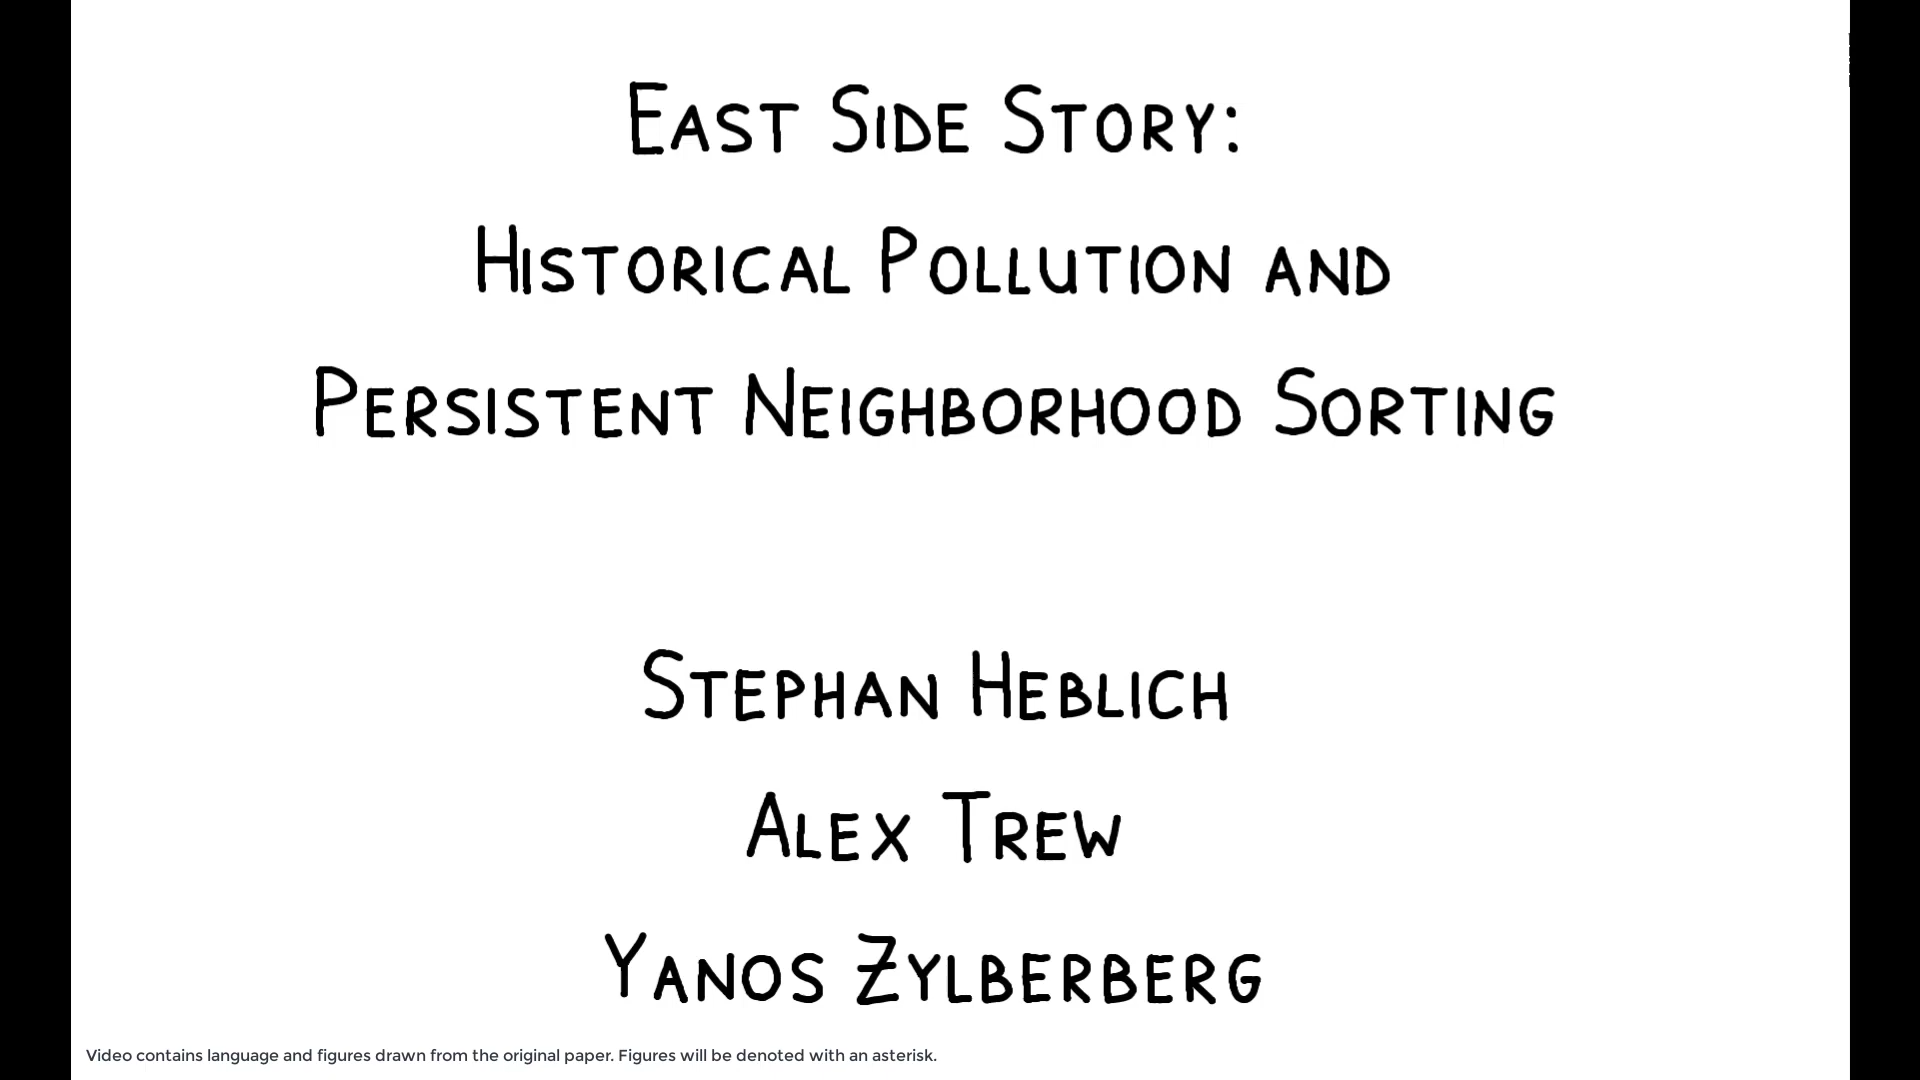 East Side Story:
Historical Pollution and
Persistent Neighborhood Sorting
Stephan Heblich
Alex Trew
Yanos Zylberberg
Video contains language and figures drawn from the original paper. Figures will be denoted with an asterisk.